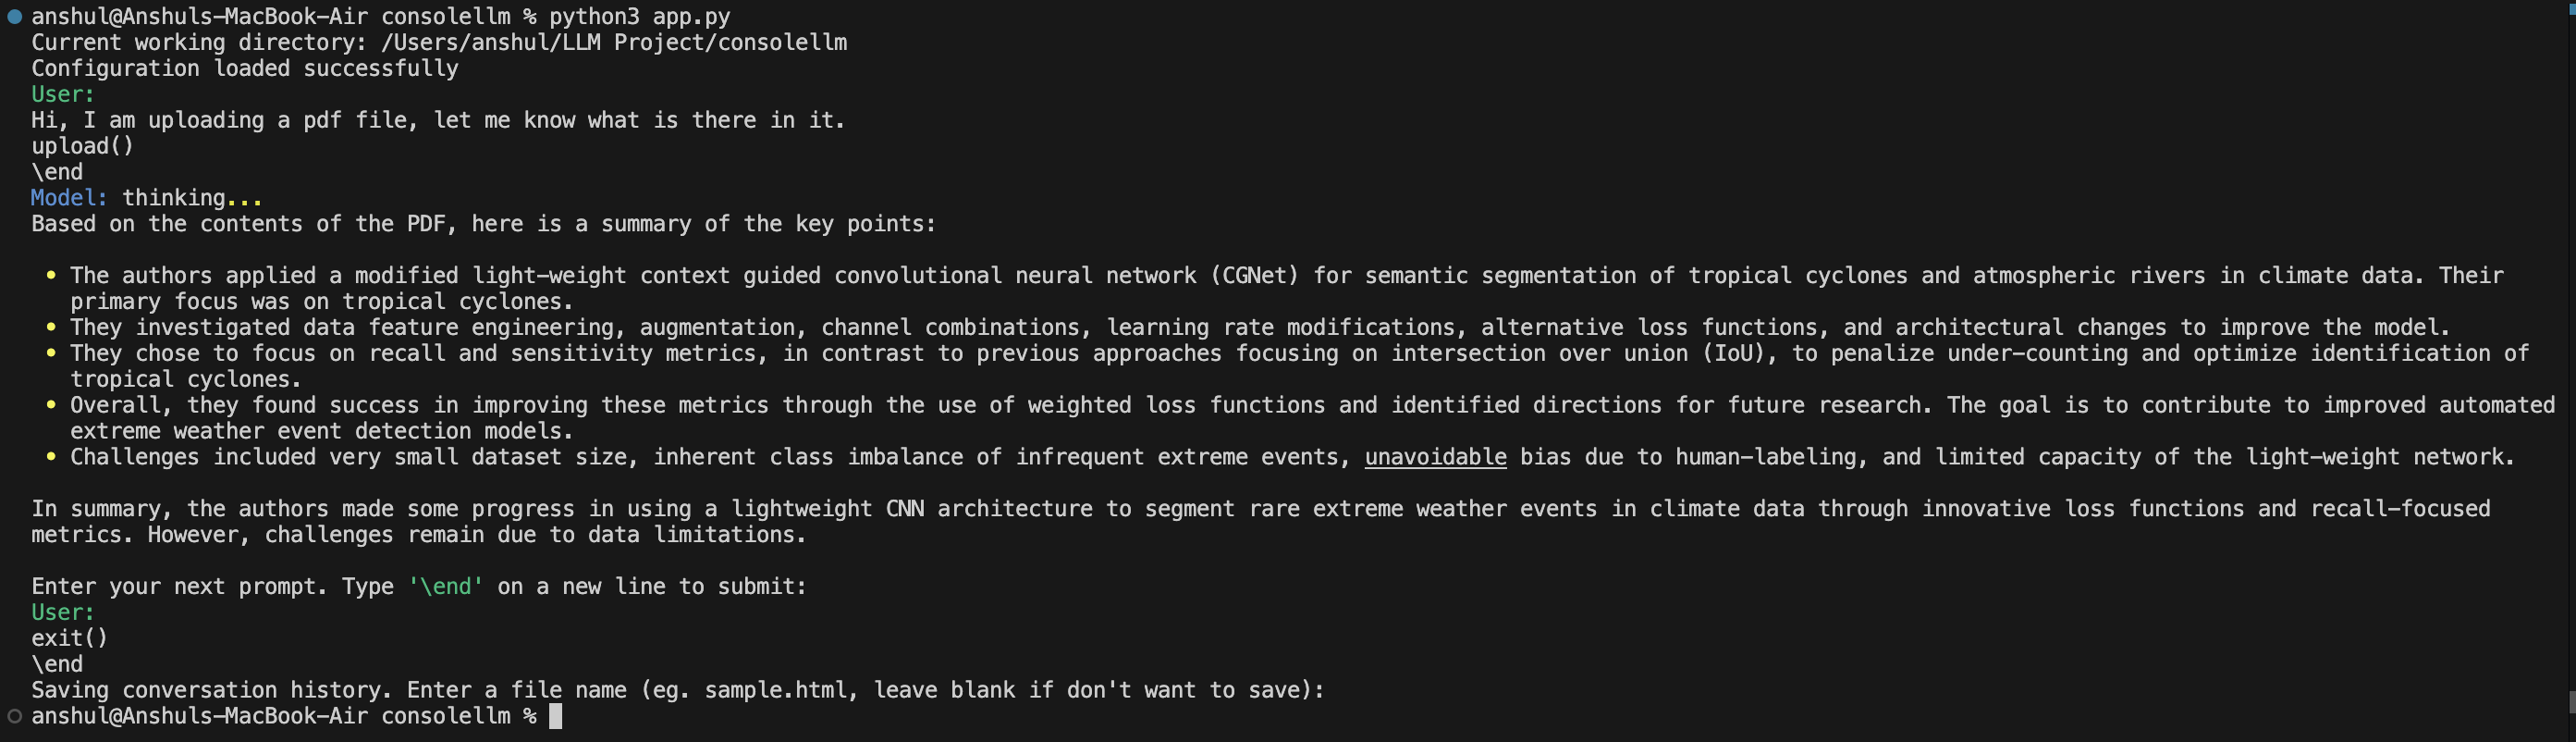 anshul@Anshuls-MacBook-Air consolellm % python3 app.py
Current working directory: /Users/anshul/LLM Project/consolellm
Configuration loaded successfully
User:
Hi, I am uploading a pdf file, let me know what is there in it.
upload()
\end
Model: thinking...
Based on the contents of the PDF, here is a summary of the key points:
• The authors applied a modified light-weight context guided convolutional neural network (CGNet) for semantic segmentation of tropical cyclones and atmospheric rivers in climate data. Their
primary focus was on tropical cyclones.
• They investigated data feature engineering, augmentation, channel combinations, learning rate modifications, alternative loss functions, and architectural changes to improve the model.
• They chose to focus on recall and sensitivity metrics, in contrast to previous approaches focusing on intersection over union (IoU), to penalize under-counting and optimize identification of
tropical cyclones.
• Overall, they found success in improving these metrics through the use of weighted loss functions and identified directions for future research. The goal is to contribute to improved automated
extreme weather event detection models.
• Challenges included very small dataset size, inherent class imbalance of infrequent extreme events, unavoidable bias due to human-labeling, and limited capacity of the light-weight network.
In summary, the authors made some progress in using a lightweight CNN architecture to segment rare extreme weather events in climate data through innovative loss functions and recall-focused
metrics. However, challenges remain due to data limitations.
Enter your next prompt. Type '\end' on a new line to submit:
User:
exit()
\end
Saving conversation history. Enter a file name (eg. sample.html, leave blank if don't want to save):
anshul@Anshuls-MacBook-Air consolellm %